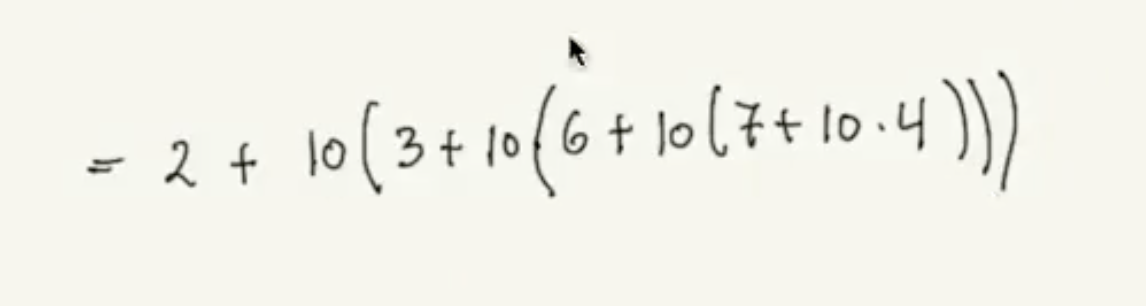 = 2 + 10(3 + 10(6 + 10(7 + 10·4)))